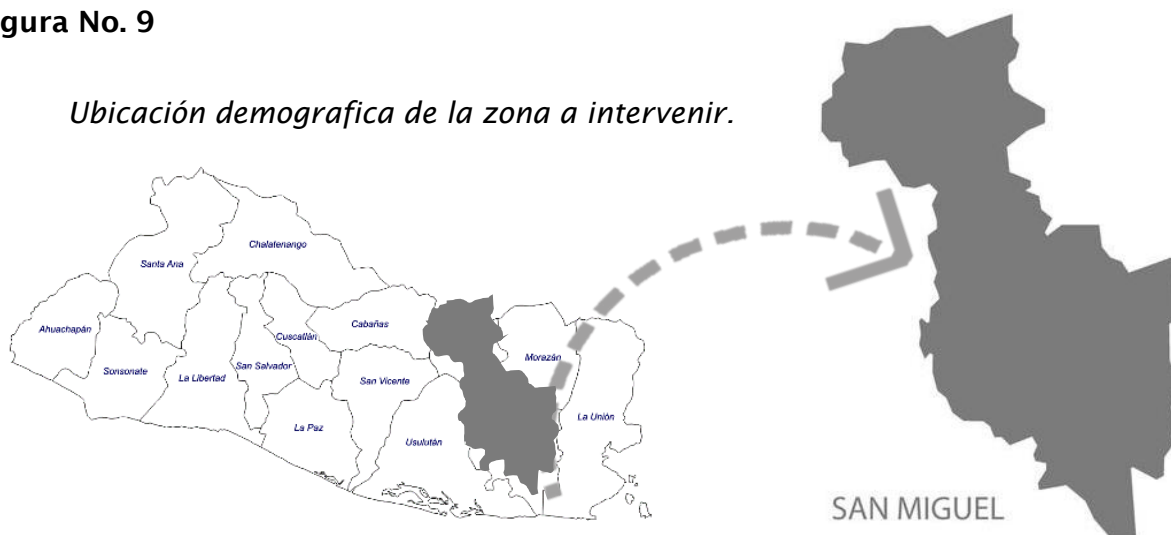 gura No. 9
Ubicación demografica de la zona a intervenir.
Chalatenango
Santa Ana
Ahuachapán
Cabañas
Cuscatlán
Morazán
Sonsonate
La Libertad
San Salvador
San Vicente
La Unión
La Paz
Usulután
SAN MIGUEL